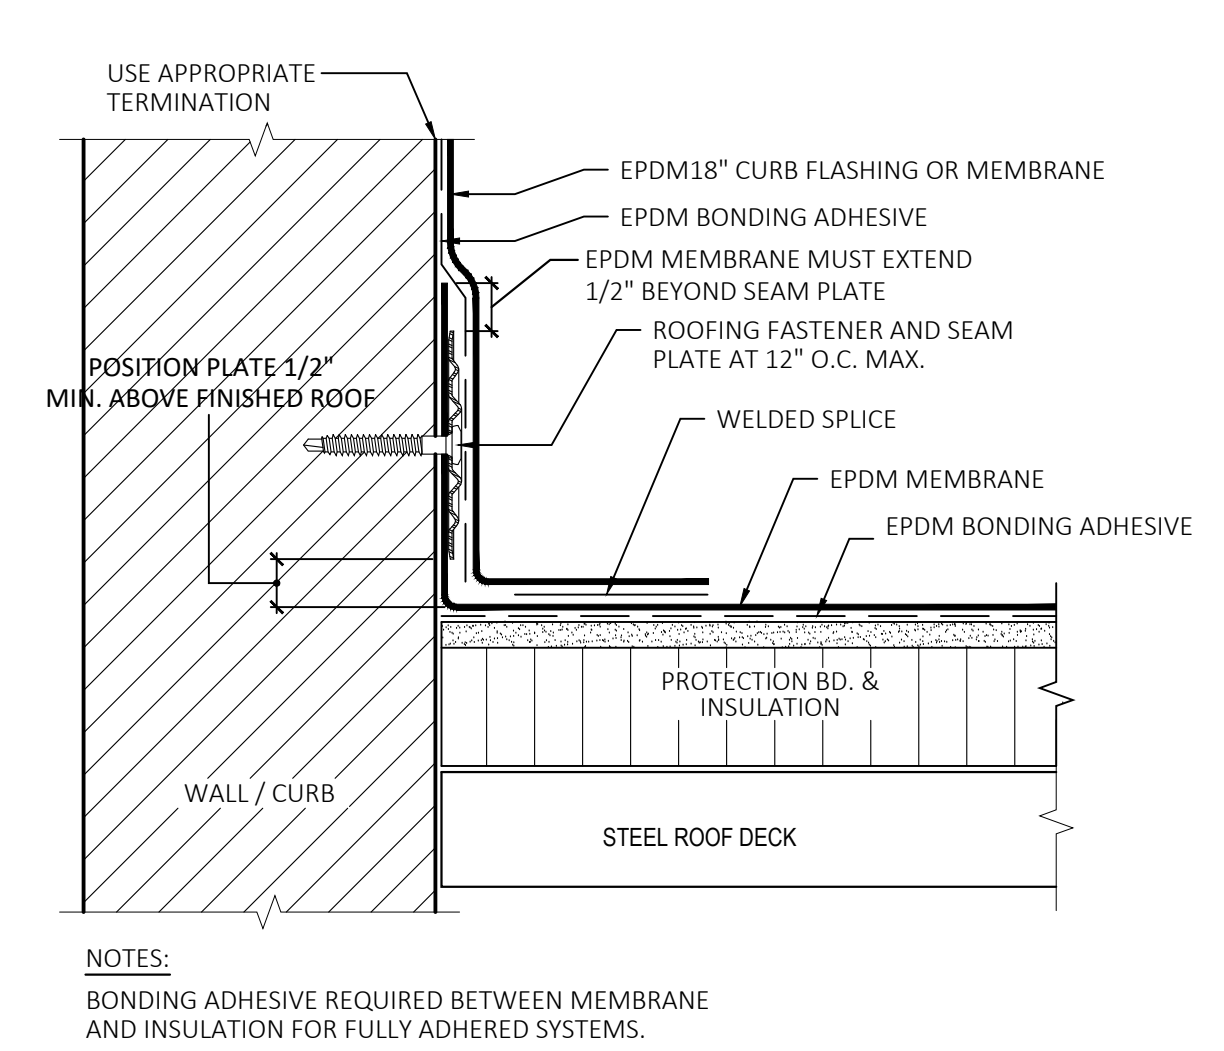 USE APPROPRIATE
TERMINATION
EPDM18" CURB FLASHING OR MEMBRANE
EPDM BONDING ADHESIVE
EPDM MEMBRANE MUST EXTEND
1/2" BEYOND SEAM PLATE
ROOFING FASTENER AND SEAM
PLATE AT 12" O.C. MAX.
POSITION PLATE 1/2"
MIN. ABOVE FINISHED ROOF
WELDED SPLICE
EPDM MEMBRANE
EPDM BONDING ADHESIVE
PROTECTION BD. &
INSULATION
WALL / CURB
STEEL ROOF DECK
NOTES:
BONDING ADHESIVE REQUIRED BETWEEN MEMBRANE
AND INSULATION FOR FULLY ADHERED SYSTEMS.